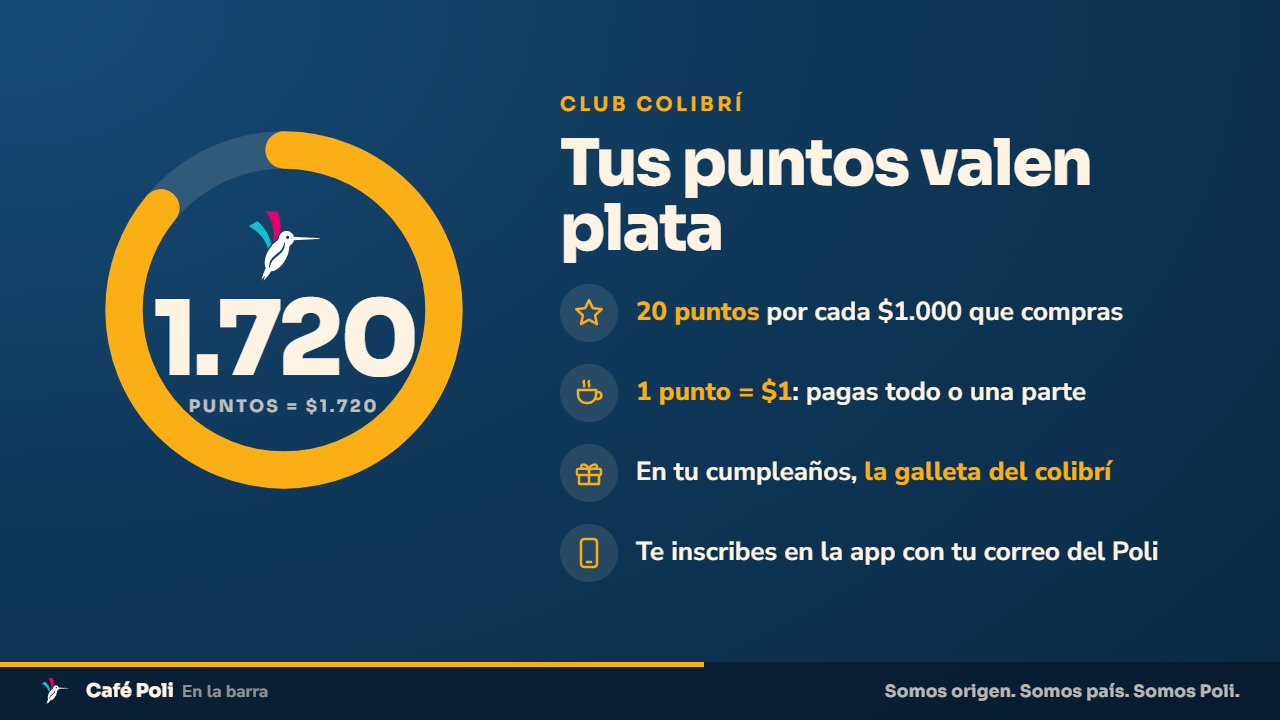 CLUB COLIBRÍ
Tus puntos valen
plata
1.720
PUNTOS = $1.720
20 puntos por cada $1.000 que compras
1 punto = $1: pagas todo o una parte
En tu cumpleaños, la galleta del colibrí
Te inscribes en la app con tu correo del Poli
Café Poli En la barra
Somos origen. Somos país. Somos Poli.